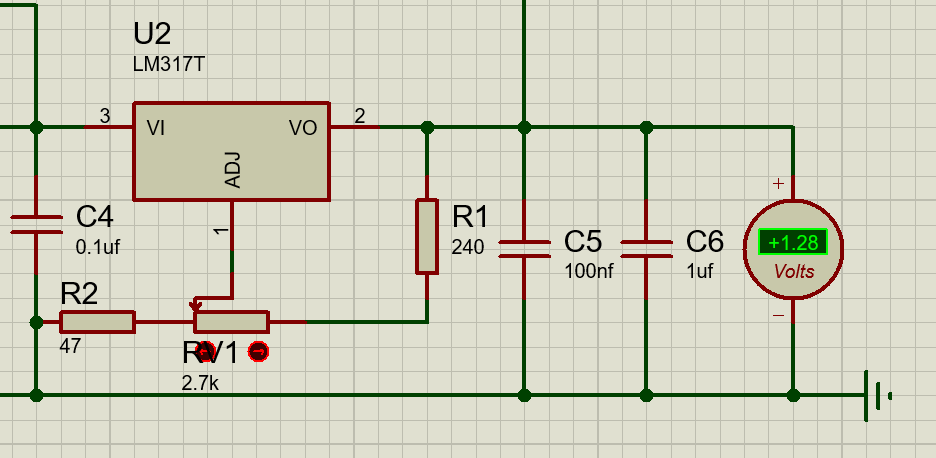 U2
LM317T
3
VI
VO
2
ADJ
1
C4
0.1uf
R1
240
C5
100nf
C6
1uf
+
+1.28
Volts
−
R2
47
RV1
2.7k